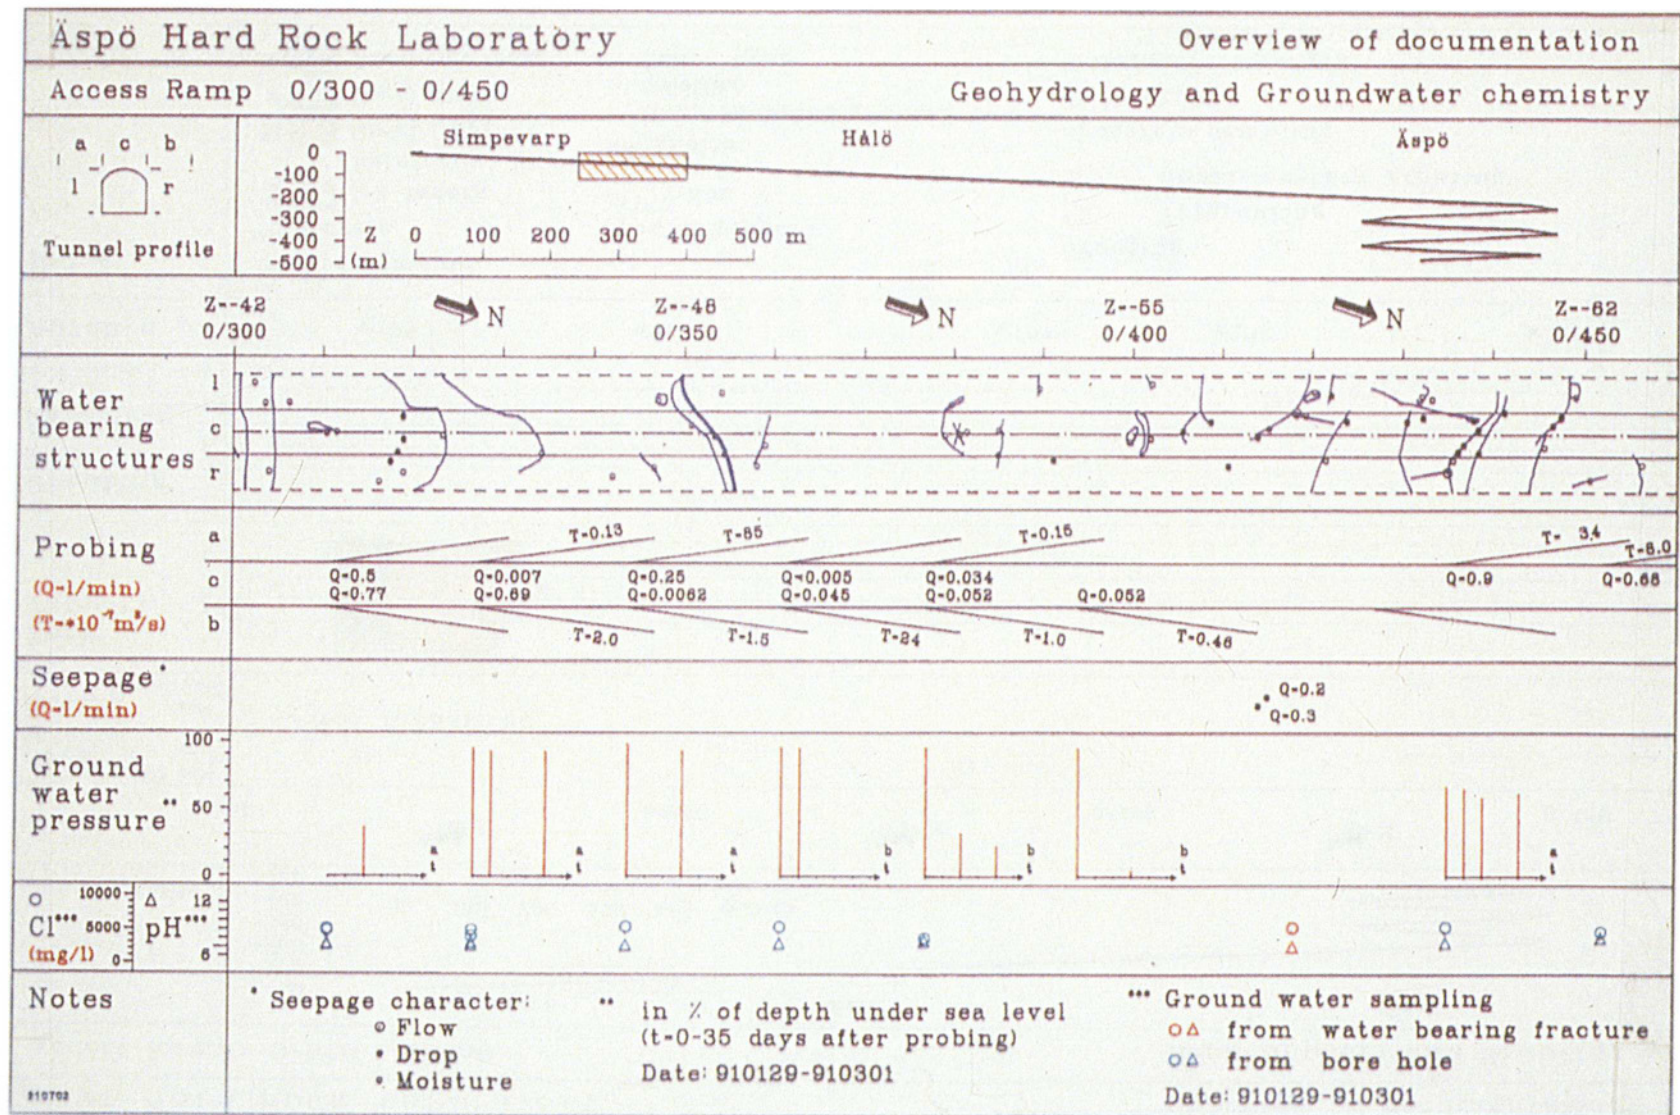 Äspö Hard Rock Laboratory
Overview of documentation
Access Ramp 0/300 - 0/450
Geohydrology and Groundwater chemistry
a c b
l r
Tunnel profile
Simpevarp Hålö Äspö
0
-100
-200
-300
-400
-500
Z
(m)
0 100 200 300 400 500 m
Z--42 Z--48 Z--55 Z--62
0/300 N 0/350 N 0/400 N 0/450
Water
bearing
structures
l
c
r
Probing
(Q-l/min)
(T-*10⁻⁷m²/s)
a
c
b
T-0.13 T-85 T-0.15 T- 34 T-8.0
Q-0.5 Q-0.007 Q-0.25 Q-0.005 Q-0.034 Q-0.9 Q-0.68
Q-0.77 Q-0.69 Q-0.0062 Q-0.045 Q-0.052 Q-0.052
T-2.0 T-1.5 T-24 T-1.0 T-0.46
Seepage*
(Q-l/min)
Q-0.2
Q-0.3
Ground
water
pressure **
100
50
0
a a a b b b a
t t t t t t t
Cl***
(mg/l)
10000
5000
0
pH***
12
6
Notes
* Seepage character:
Flow
Drop
Moisture
** in % of depth under sea level
(t-0-35 days after probing)
Date: 910129-910301
*** Ground water sampling
from water bearing fracture
from bore hole
Date: 910129-910301
910702